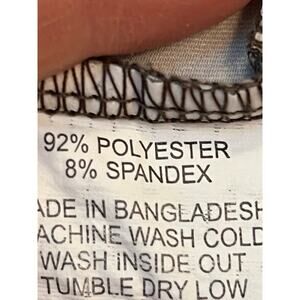 92% POLYESTER
8% SPANDEX
ADE IN BANGLADESH
ACHINE WASH COLD
WASH INSIDE OUT
TUMBLE DRY LOW